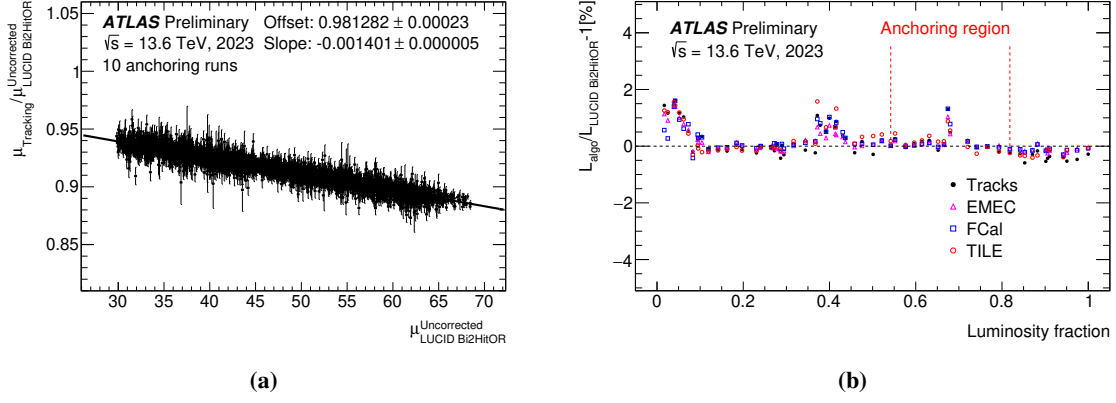 ATLAS Preliminary Offset: 0.981282 ± 0.00023
√s = 13.6 TeV, 2023 Slope: -0.001401 ± 0.000005
10 anchoring runs
μ_Tracking/μ^Uncorrected_LUCID Bi2HitOR
1.05
1
0.95
0.9
0.85
30 35 40 45 50 55 60 65 70
μ^Uncorrected_LUCID Bi2HitOR
(a)
L_algo/L_LUCID Bi2HitOR-1[%]
ATLAS Preliminary
√s = 13.6 TeV, 2023
Anchoring region
4
2
0
−2
−4
Tracks
EMEC
FCal
TILE
0 0.2 0.4 0.6 0.8 1
Luminosity fraction
(b)